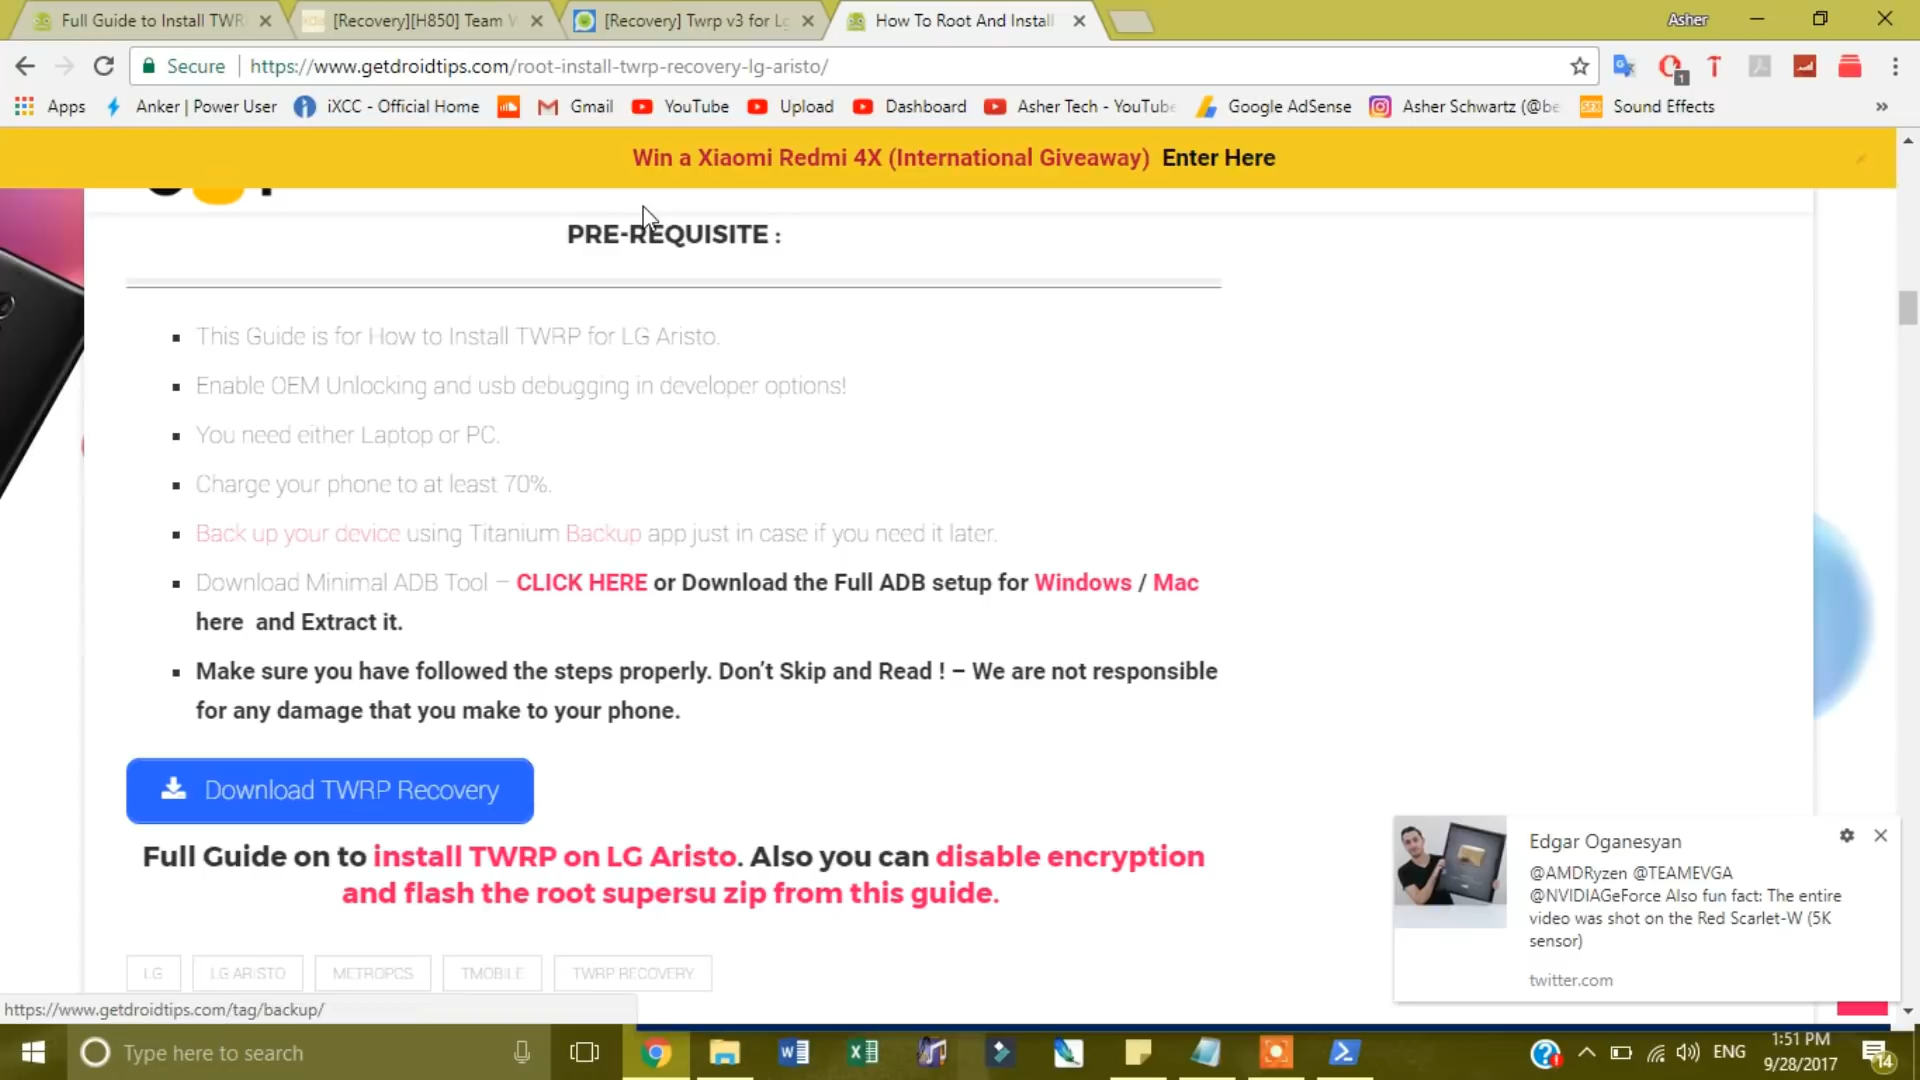 Full Guide to Install TWR
[Recovery][H850] Team
[Recovery] Twrp v3 for L
How To Root And Install
Asher
Secure
https://www.getdroidtips.com/root-install-twrp-recovery-lg-aristo/
1
Apps
Anker | Power User
iXCC - Official Home
Gmail
YouTube
Upload
Dashboard
Asher Tech - YouTube
Google AdSense
Asher Schwartz (@be
SFX
Sound Effects
»
Win a Xiaomi Redmi 4X (International Giveaway) Enter Here
PRE-REQUISITE :
This Guide is for How to Install TWRP for LG Aristo.
Enable OEM Unlocking and usb debugging in developer options!
You need either Laptop or PC.
Charge your phone to at least 70%.
Back up your device using Titanium Backup app just in case if you need it later.
Download Minimal ADB Tool – CLICK HERE or Download the Full ADB setup for Windows / Mac
here and Extract it.
Make sure you have followed the steps properly. Don't Skip and Read ! – We are not responsible
for any damage that you make to your phone.
Download TWRP Recovery
Full Guide on to install TWRP on LG Aristo. Also you can disable encryption
and flash the root supersu zip from this guide.
LG
LG ARISTO
METROPCS
TMOBILE
TWRP RECOVERY
Edgar Oganesyan
@AMDRyzen @TEAMEVGA
@NVIDIAGeForce Also fun fact: The entire
video was shot on the Red Scarlet-W (5K
sensor)
twitter.com
https://www.getdroidtips.com/tag/backup/
Type here to search
ENG
1:51 PM
9/28/2017
14